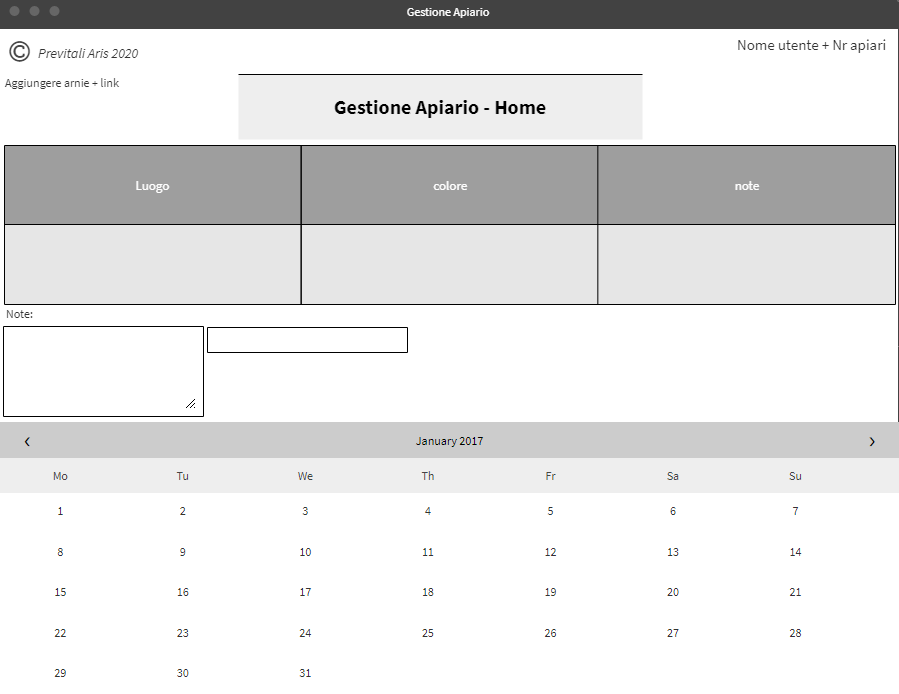 Gestione Apiario
© Previtali Aris 2020
Nome utente + Nr apiari
Aggiungere arnie + link
Gestione Apiario - Home
Luogo colore note
Note:
‹ January 2017 ›
Mo Tu We Th Fr Sa Su
1 2 3 4 5 6 7
8 9 10 11 12 13 14
15 16 17 18 19 20 21
22 23 24 25 26 27 28
29 30 31